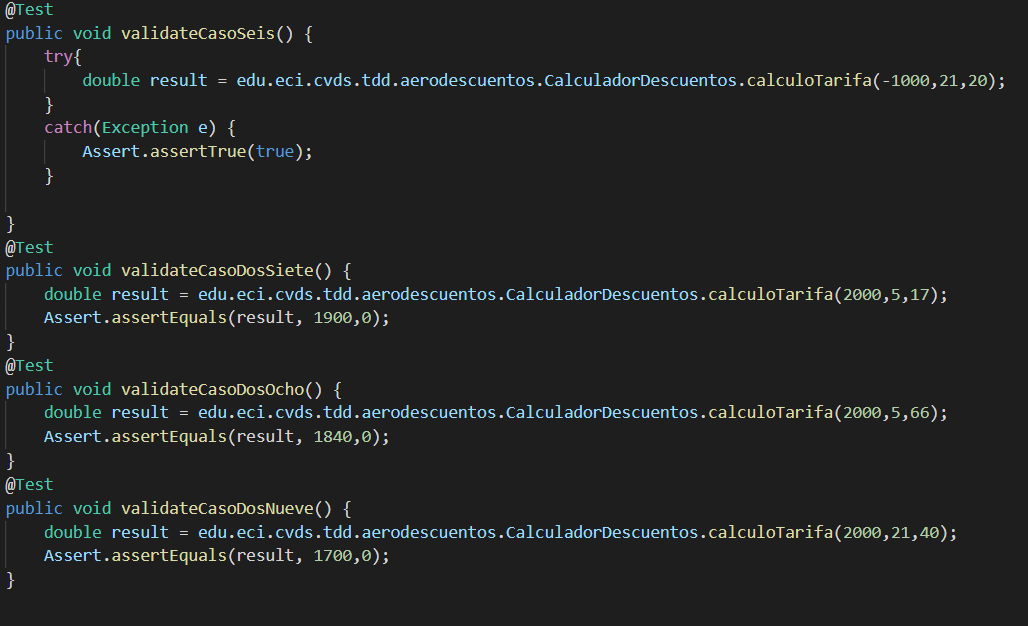 @Test
public void validateCasoSeis() {
    try{
        double result = edu.eci.cvds.tdd.aerodescuentos.CalculadorDescuentos.calculoTarifa(-1000,21,20);
    }
    catch(Exception e) {
        Assert.assertTrue(true);
    }

}
@Test
public void validateCasoDosSiete() {
    double result = edu.eci.cvds.tdd.aerodescuentos.CalculadorDescuentos.calculoTarifa(2000,5,17);
    Assert.assertEquals(result, 1900,0);
}
@Test
public void validateCasoDosOcho() {
    double result = edu.eci.cvds.tdd.aerodescuentos.CalculadorDescuentos.calculoTarifa(2000,5,66);
    Assert.assertEquals(result, 1840,0);
}
@Test
public void validateCasoDosNueve() {
    double result = edu.eci.cvds.tdd.aerodescuentos.CalculadorDescuentos.calculoTarifa(2000,21,40);
    Assert.assertEquals(result, 1700,0);
}